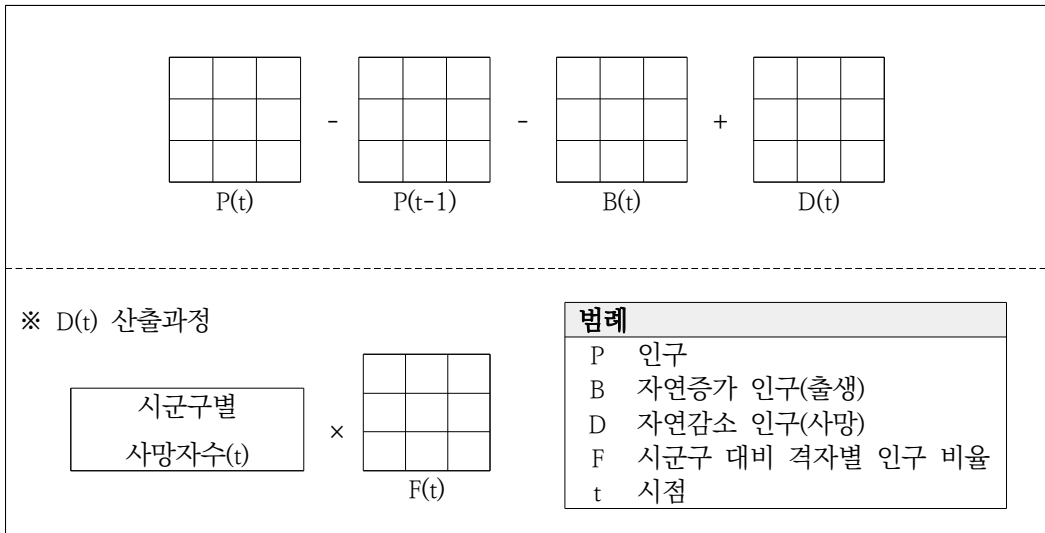 - - +
P(t) P(t-1) B(t) D(t)
※ D(t) 산출과정
시군구별
사망자수(t)
×
F(t)
범례
P 인구
B 자연증가 인구(출생)
D 자연감소 인구(사망)
F 시군구 대비 격자별 인구 비율
t 시점